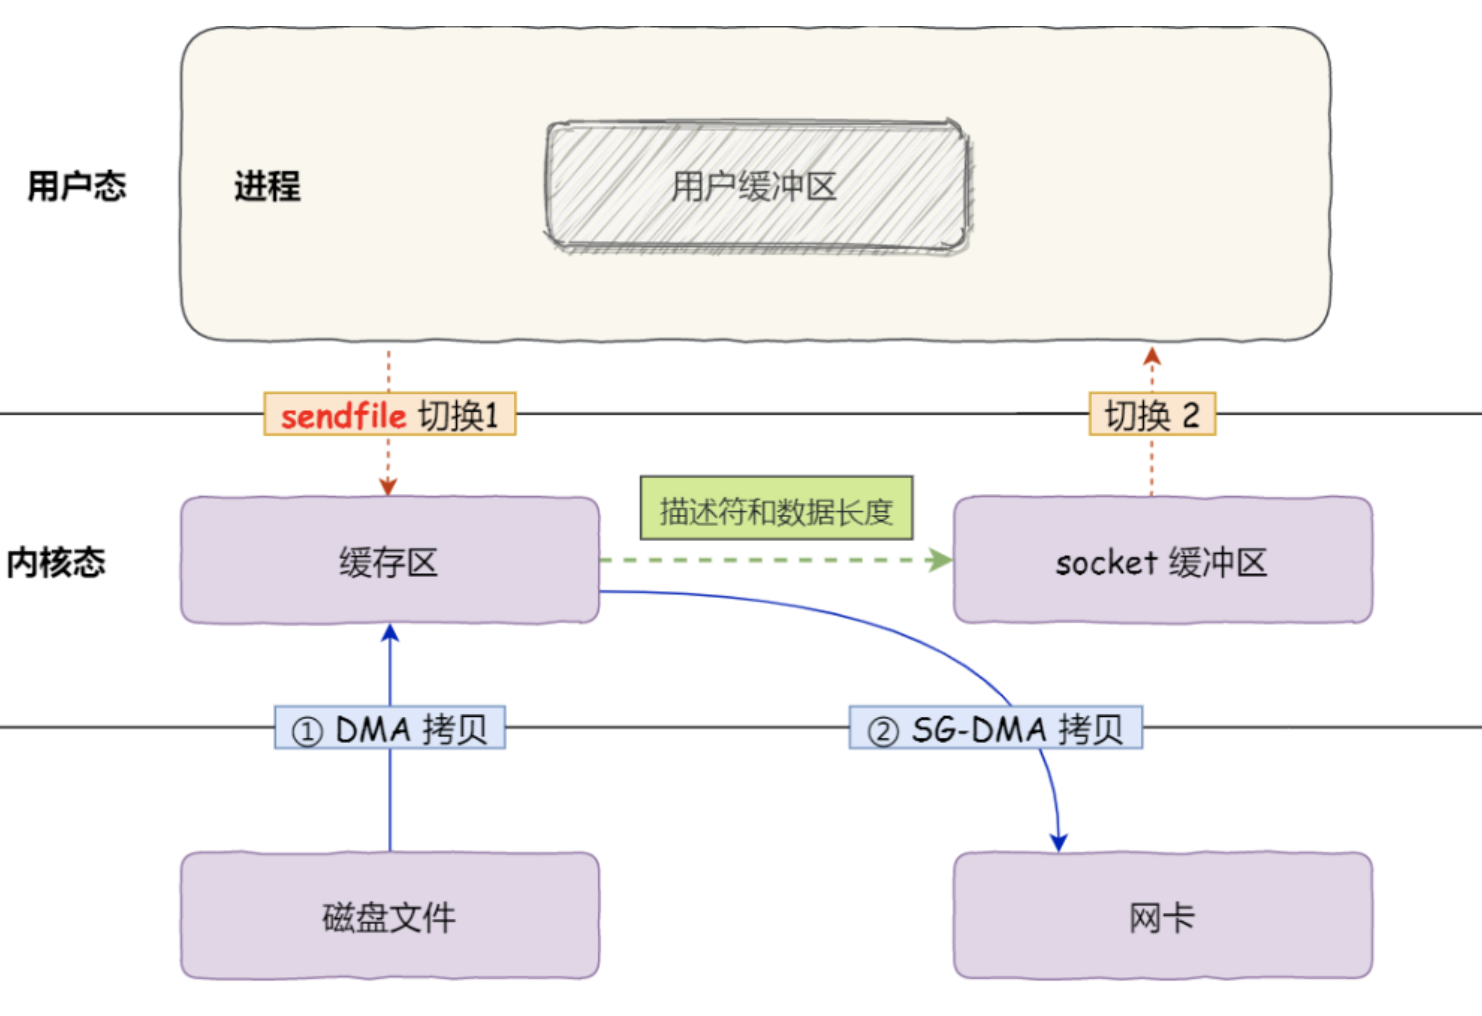 用户态
进程
用户缓冲区
sendfile 切换1
切换 2
描述符和数据长度
内核态
缓存区
socket 缓冲区
① DMA 拷贝
② SG-DMA 拷贝
磁盘文件
网卡